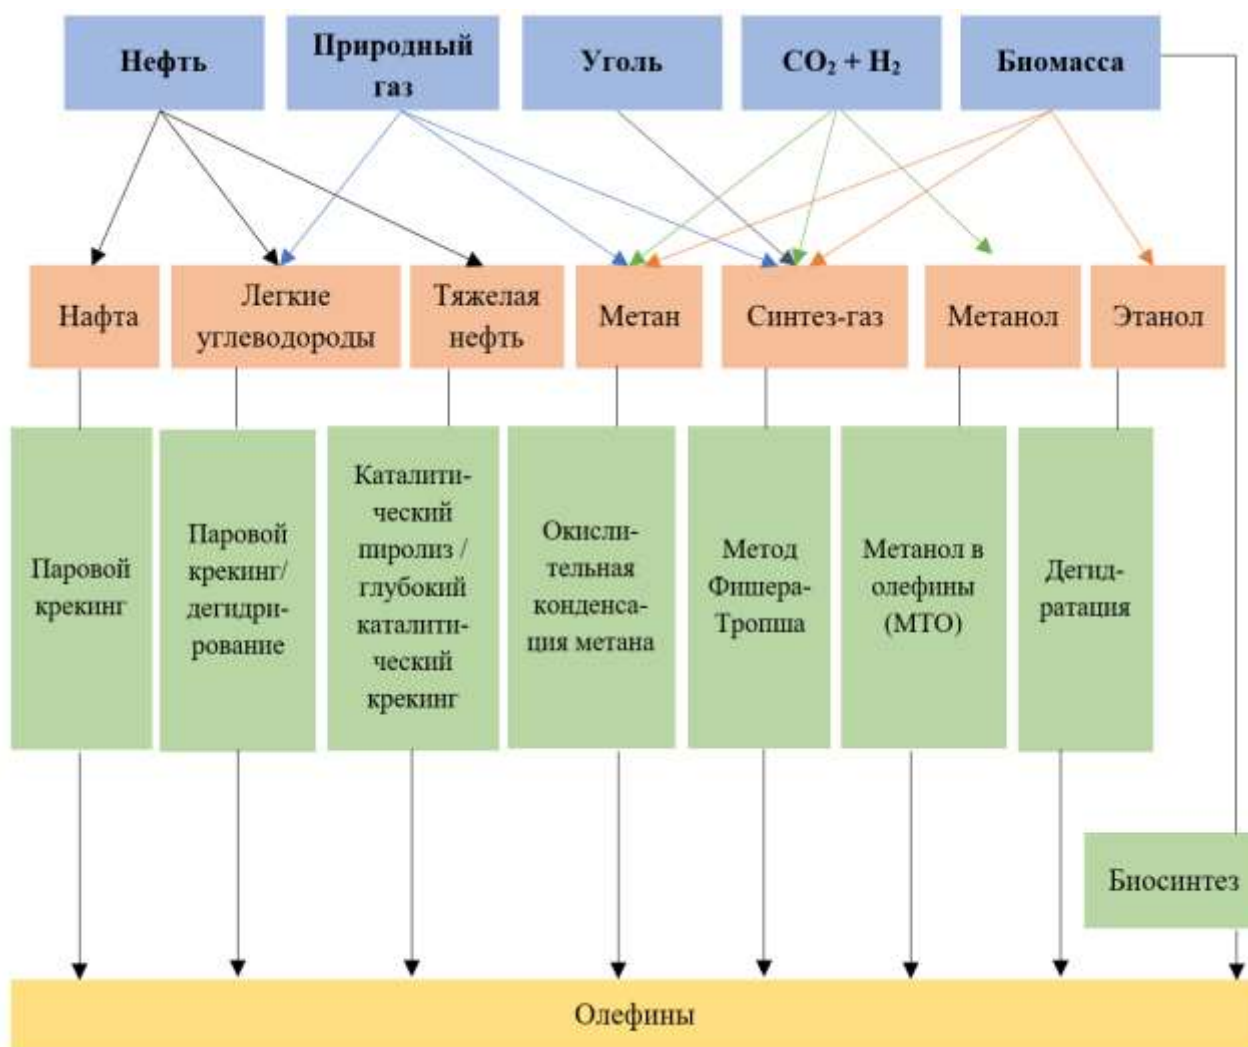 Нефть
Природный
газ
Уголь
CO₂ + H₂
Биомасса
Нафта
Легкие
углеводороды
Тяжелая
нефть
Метан
Синтез-газ
Метанол
Этанол
Паровой
крекинг
Паровой
крекинг/
дегидри-
рование
Каталити-
ческий
пиролиз /
глубокий
каталити-
ческий
крекинг
Окисли-
тельная
конденса-
ция метана
Метод
Фишера-
Тропша
Метанол в
олефины
(МТО)
Дегид-
ратация
Биосинтез
Олефины